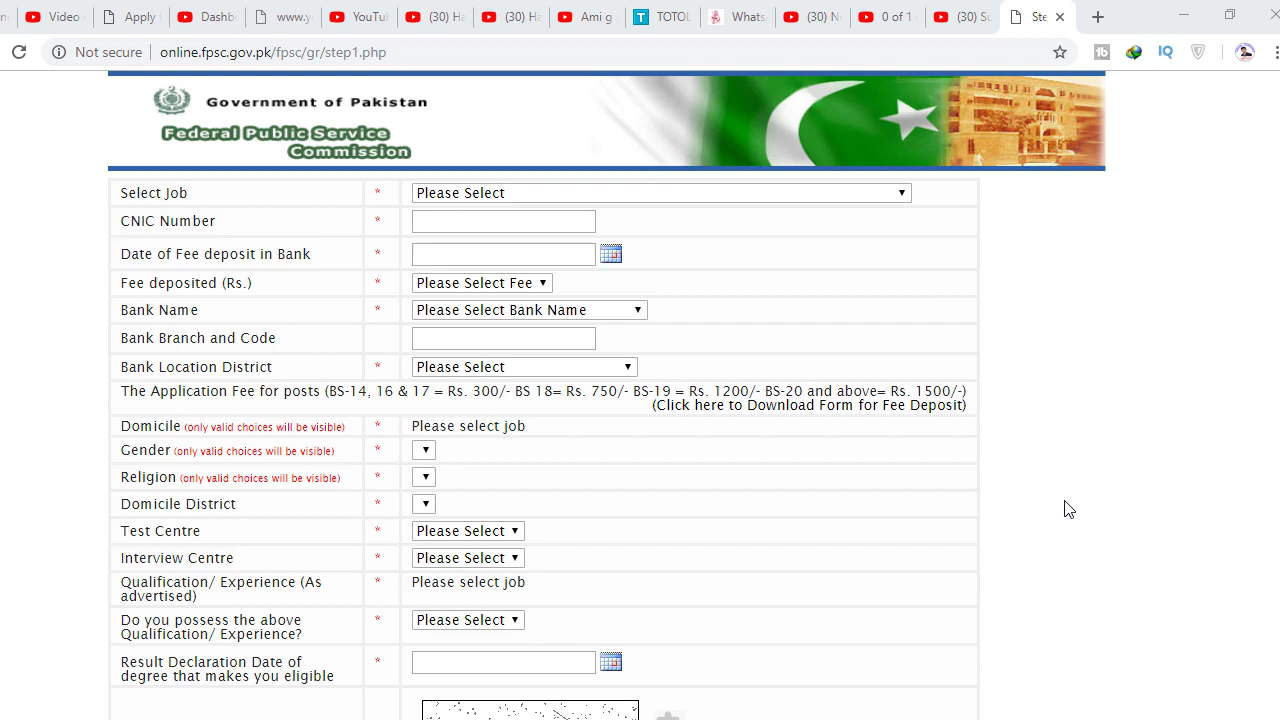 Video
Apply
Dashb
www.y
YouTu
(30) Ha
(30) Ha
Ami g
TOTOL
Whats
(30) N
0 of 1
(30) Su
Ste
Not secure online.fpsc.gov.pk/fpsc/gr/step1.php
Government of Pakistan
Federal Public Service
Commission
Select Job * Please Select
CNIC Number *
Date of Fee deposit in Bank *
Fee deposited (Rs.) * Please Select Fee
Bank Name * Please Select Bank Name
Bank Branch and Code
Bank Location District * Please Select
The Application Fee for posts (BS-14, 16 & 17 = Rs. 300/- BS 18= Rs. 750/- BS-19 = Rs. 1200/- BS-20 and above= Rs. 1500/-)
(Click here to Download Form for Fee Deposit)
Domicile (only valid choices will be visible) * Please select job
Gender (only valid choices will be visible) *
Religion (only valid choices will be visible) *
Domicile District *
Test Centre * Please Select
Interview Centre * Please Select
Qualification/ Experience (As
advertised) * Please select job
Do you possess the above
Qualification/ Experience? * Please Select
Result Declaration Date of
degree that makes you eligible *